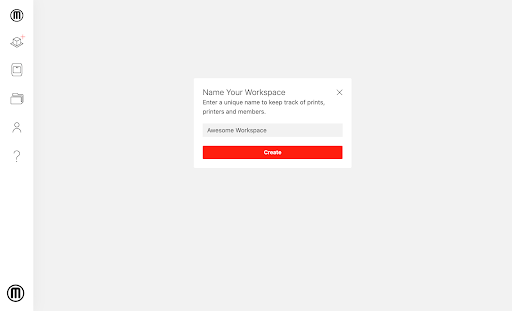 Name Your Workspace
Enter a unique name to keep track of prints,
printers and members.
Awesome Workspace
Create